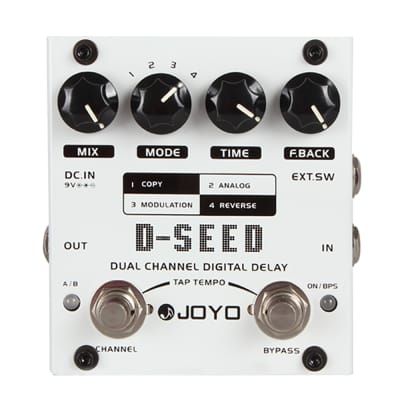 1 2 3 4
MIX MODE TIME F.BACK
DC.IN
9V
EXT.SW
1 COPY 2 ANALOG
3 MODULATION 4 REVERSE
OUT D-SEED IN
DUAL CHANNEL DIGITAL DELAY
A/B TAP TEMPO ON/BPS
JOYO
CHANNEL BYPASS